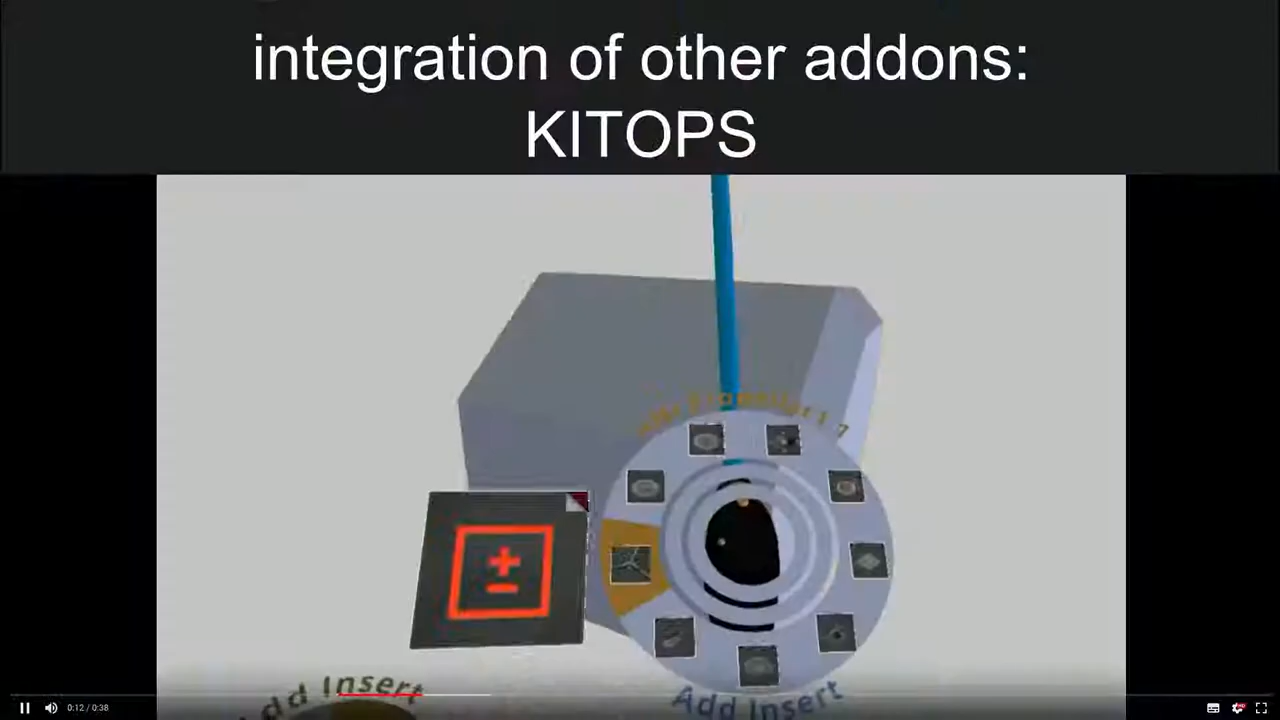 integration of other addons:
KITOPS
Add Insert
Add Insert
0:12 / 0:38